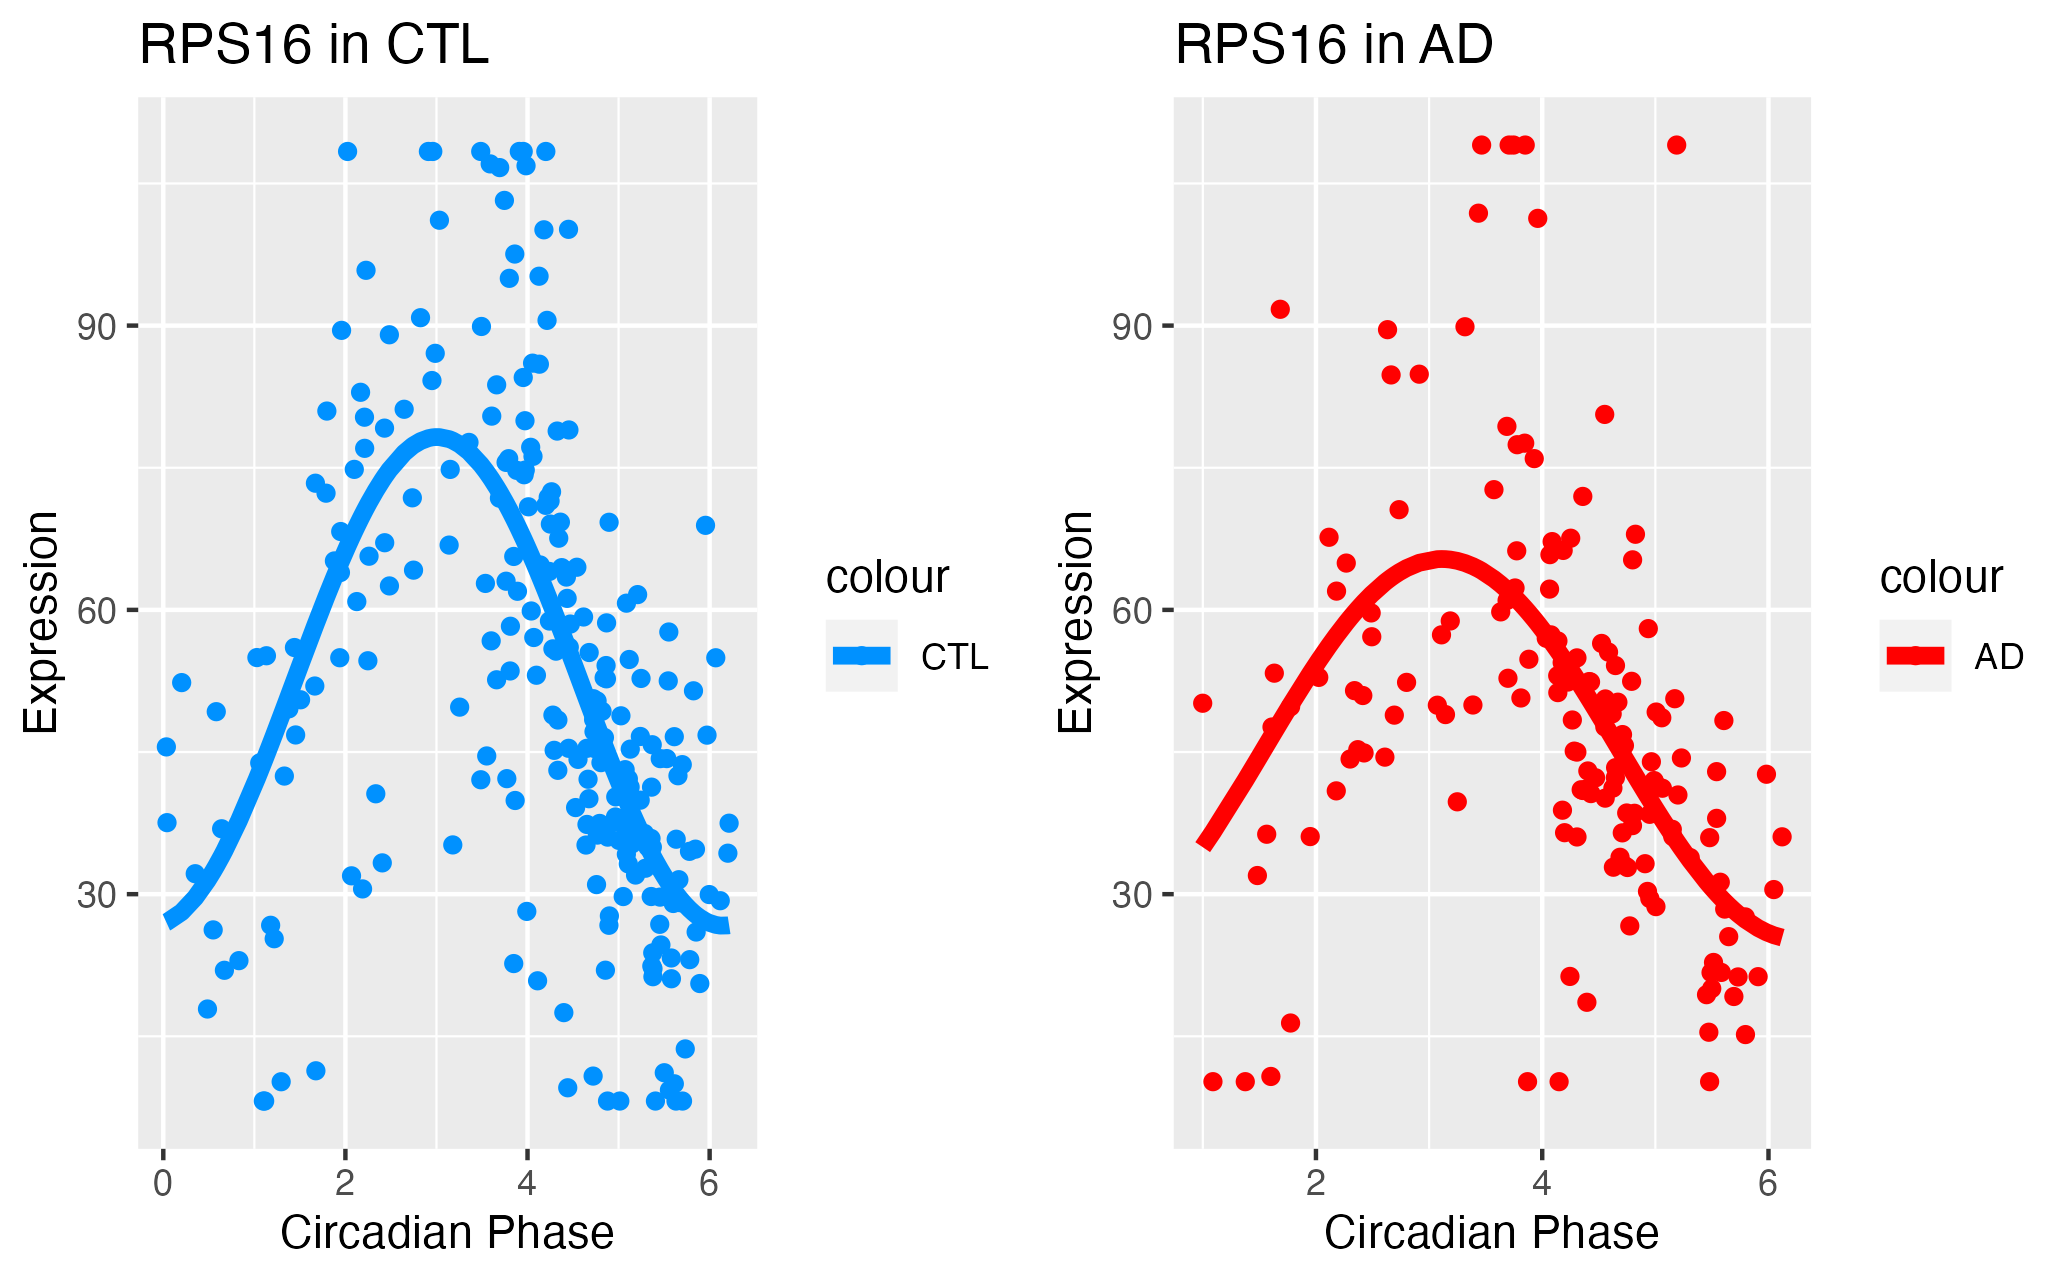 RPS16 in CTL
Expression
90
60
30
0 2 4 6
Circadian Phase
colour
CTL
RPS16 in AD
Expression
90
60
30
2 4 6
Circadian Phase
colour
AD